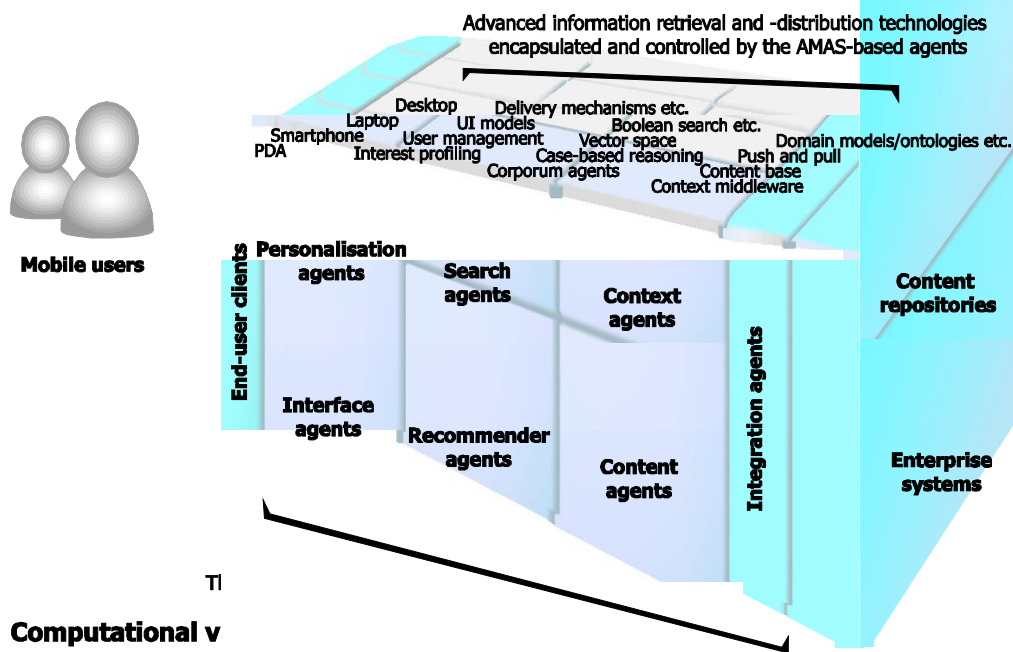 Advanced information retrieval and -distribution technologies
encapsulated and controlled by the AMAS-based agents
Desktop
Laptop
Smartphone
PDA
Delivery mechanisms etc.
UI models
User management
Interest profiling
Boolean search etc.
Vector space
Case-based reasoning
Corporum agents
Domain models/ontologies etc.
Push and pull
Content base
Context middleware
Mobile users
End-user clients
Personalisation
agents
Search
agents
Context
agents
Integration agents
Content
repositories
Interface
agents
Recommender
agents
Content
agents
Enterprise
systems
Computational